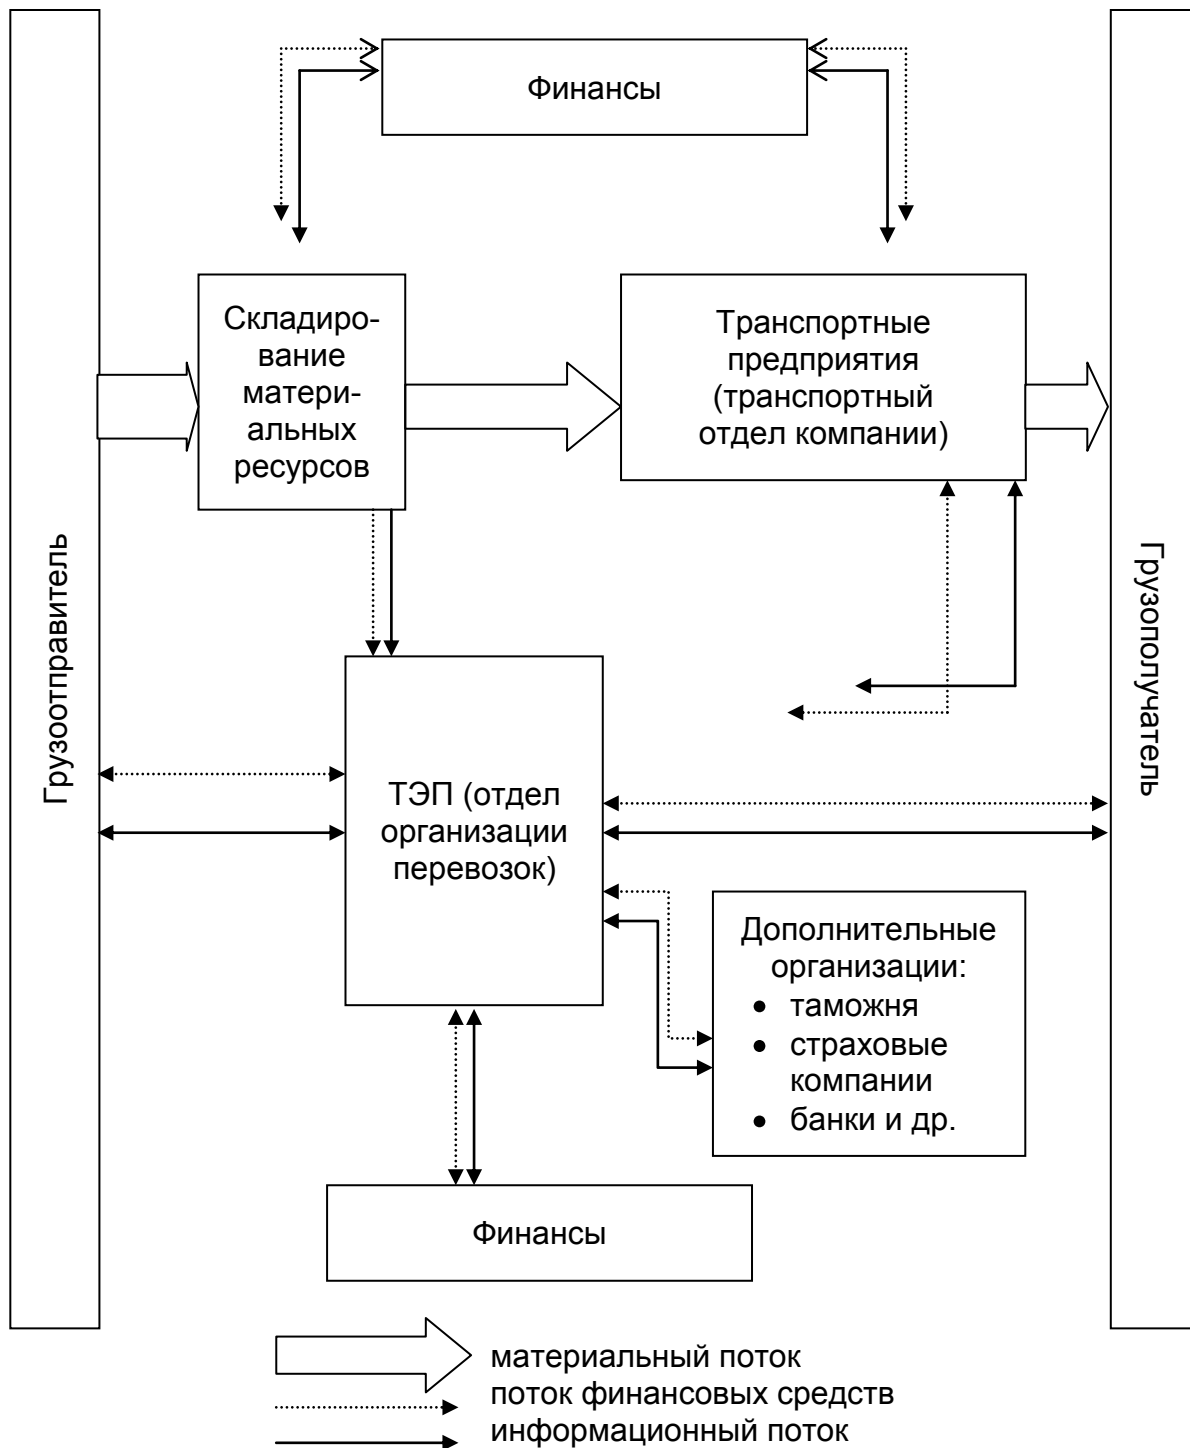 Финансы
Складиро-
вание
матери-
альных
ресурсов
Транспортные
предприятия
(транспортный
отдел компании)
Грузоотправитель
Грузополучатель
ТЭП (отдел
организации
перевозок)
Дополнительные
организации:
• таможня
• страховые
компании
• банки и др.
Финансы
материальный поток
поток финансовых средств
информационный поток